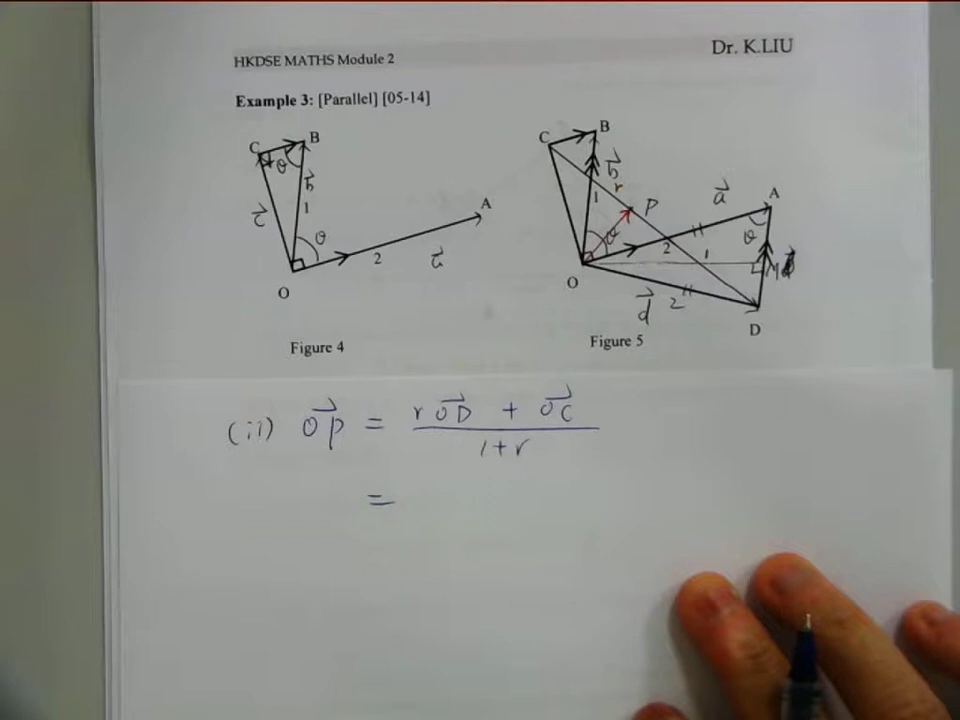 Dr. K.LIU
HKDSE MATHS Module 2
Example 3: [Parallel] [05-14]
C B θ b⃗ 1 c⃗ θ A 2 a⃗ O
Figure 4
C B b⃗ r 1 P a⃗ A θ θ 2 1 M O d⃗ 2 D
Figure 5
(ii) OP⃗ = r OD⃗ + OC⃗
1+r
=